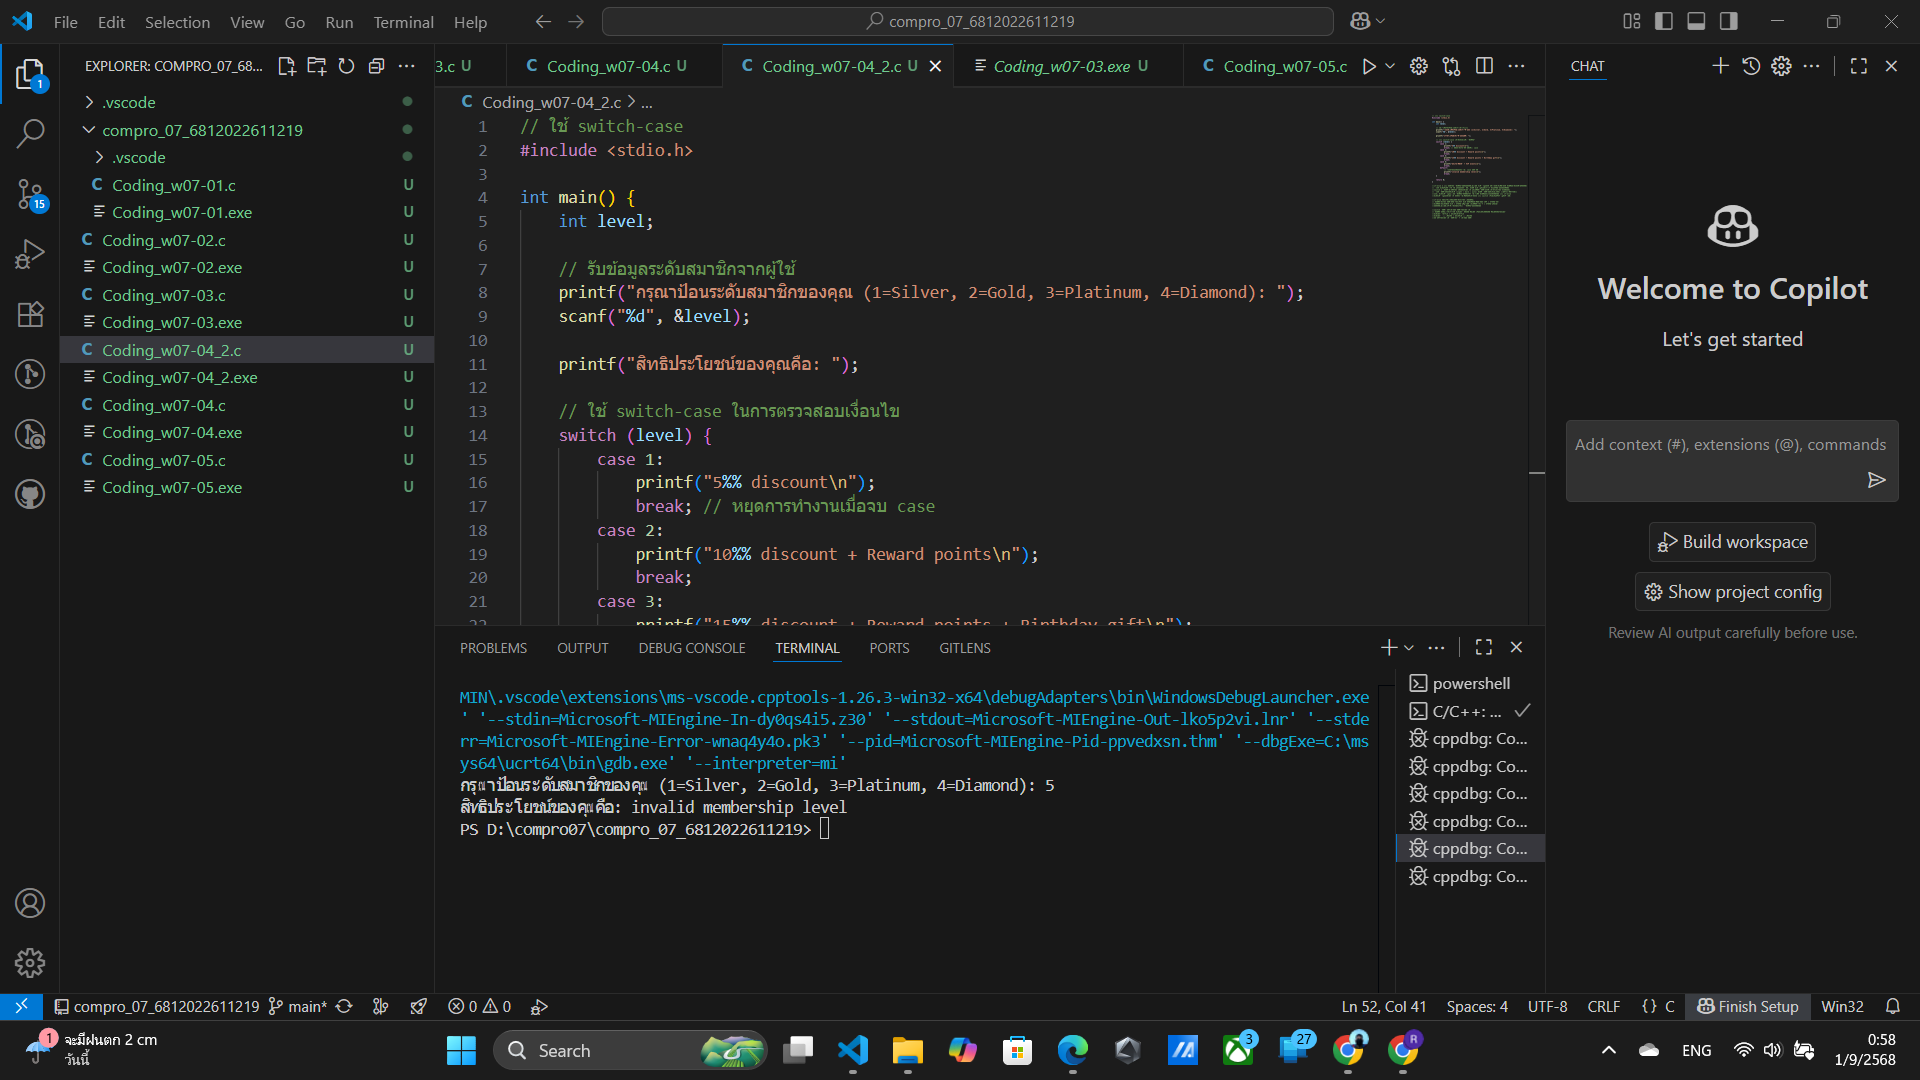 File Edit Selection View Go Run Terminal Help
compro_07_6812022611219
EXPLORER: COMPRO_07_68...
.vscode
compro_07_6812022611219
.vscode
Coding_w07-01.c U
Coding_w07-01.exe U
Coding_w07-02.c U
Coding_w07-02.exe U
Coding_w07-03.c U
Coding_w07-03.exe U
Coding_w07-04_2.c U
Coding_w07-04_2.exe U
Coding_w07-04.c U
Coding_w07-04.exe U
Coding_w07-05.c U
Coding_w07-05.exe U
1
15
3.c U
C Coding_w07-04.c U
C Coding_w07-04_2.c U
Coding_w07-03.exe U
C Coding_w07-05.c
C Coding_w07-04_2.c > ...
1 // ใช้ switch-case
2 #include <stdio.h>
3
4 int main() {
5 int level;
6
7 // รับข้อมูลระดับสมาชิกจากผู้ใช้
8 printf("กรุณาป้อนระดับสมาชิกของคุณ (1=Silver, 2=Gold, 3=Platinum, 4=Diamond): ");
9 scanf("%d", &level);
10
11 printf("สิทธิประโยชน์ของคุณคือ: ");
12
13 // ใช้ switch-case ในการตรวจสอบเงื่อนไข
14 switch (level) {
15 case 1:
16 printf("5%% discount\n");
17 break; // หยุดการทำงานเมื่อจบ case
18 case 2:
19 printf("10%% discount + Reward points\n");
20 break;
21 case 3:
22 printf("15%% discount + Reward points + Birthday gift\n");
PROBLEMS OUTPUT DEBUG CONSOLE TERMINAL PORTS GITLENS
MIN\.vscode\extensions\ms-vscode.cpptools-1.26.3-win32-x64\debugAdapters\bin\WindowsDebugLauncher.exe
' '--stdin=Microsoft-MIEngine-In-dy0qs4i5.z30' '--stdout=Microsoft-MIEngine-Out-lko5p2vi.lnr' '--stde
rr=Microsoft-MIEngine-Error-wnaq4y4o.pk3' '--pid=Microsoft-MIEngine-Pid-ppvedxsn.thm' '--dbgExe=C:\ms
ys64\ucrt64\bin\gdb.exe' '--interpreter=mi'
กรุณาป้อนระดับสมาชิกของคุณ (1=Silver, 2=Gold, 3=Platinum, 4=Diamond): 5
สิทธิประโยชน์ของคุณคือ: invalid membership level
PS D:\compro07\compro_07_6812022611219>
powershell
C/C++: ...
cppdbg: Co...
cppdbg: Co...
cppdbg: Co...
cppdbg: Co...
cppdbg: Co...
cppdbg: Co...
CHAT
Welcome to Copilot
Let's get started
Add context (#), extensions (@), commands
Build workspace
Show project config
Review AI output carefully before use.
compro_07_6812022611219 main* 0 0
Ln 52, Col 41 Spaces: 4 UTF-8 CRLF {} C Finish Setup Win32
1
จะมีฝนตก 2 cm
วันนี้
Search
3
27
R
ENG
0:58
1/9/2568